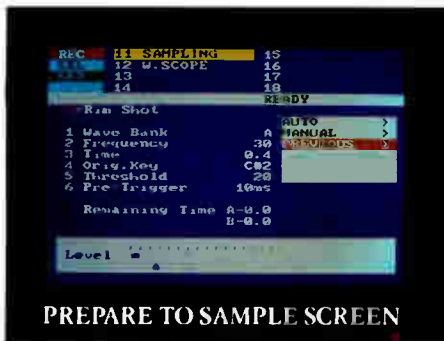 REC 11 SAMPLING 15
12 W.SCOPE 16
13 17
14 18
READY
Rim Shot
AUTO >
1 Wave Bank A MANUAL >
2 Frequency 30 PREVIOUS >
3 Time 0.4
4 Orig.Key C#2
5 Threshold 20
6 Pre Trigger 10ms
Remaining Time A-0.0
B-0.0
Level
PREPARE TO SAMPLE SCREEN